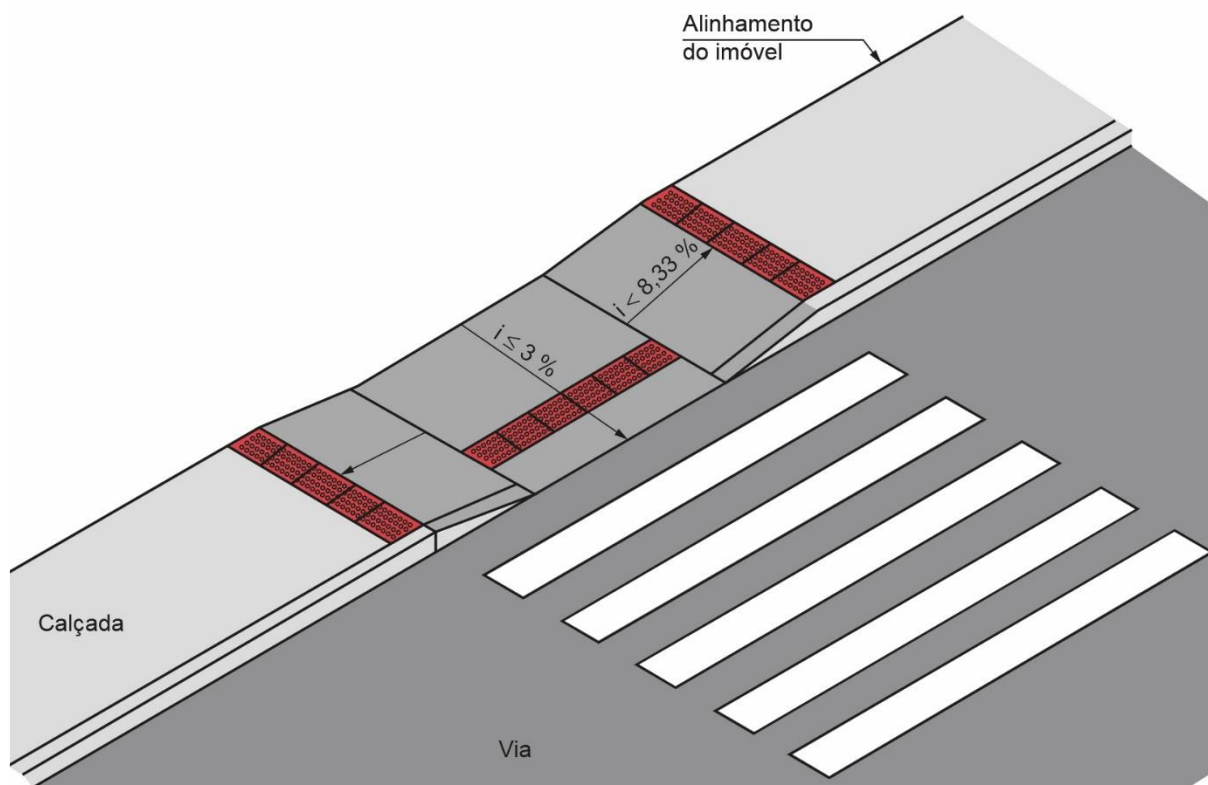 Alinhamento
do imóvel
i < 8,33 %
i ≤ 3 %
Calçada
Via